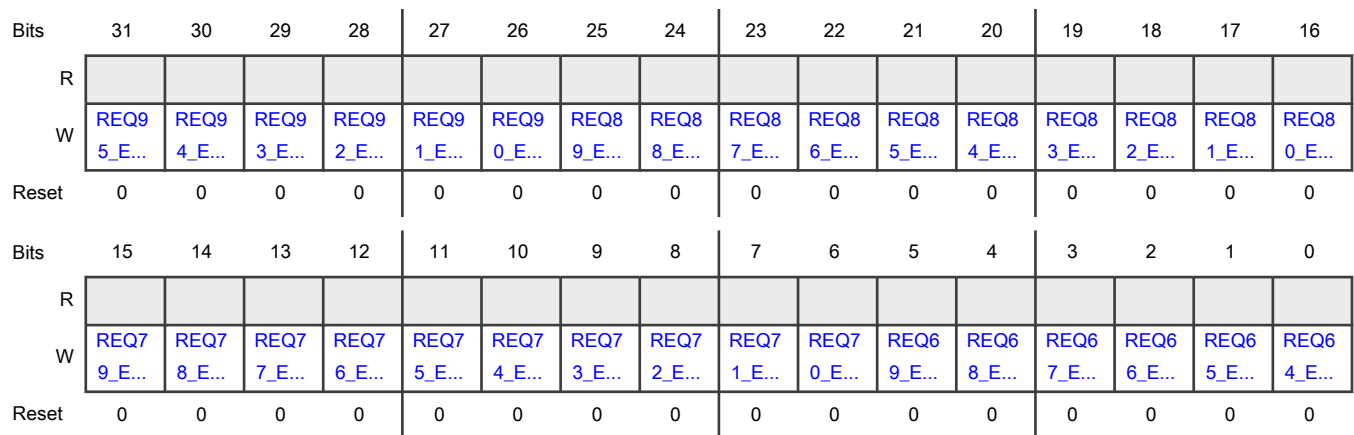 Bits 31 30 29 28 27 26 25 24 23 22 21 20 19 18 17 16
R
W REQ9 REQ9 REQ9 REQ9 REQ9 REQ9 REQ8 REQ8 REQ8 REQ8 REQ8 REQ8 REQ8 REQ8 REQ8 REQ8
5_E... 4_E... 3_E... 2_E... 1_E... 0_E... 9_E... 8_E... 7_E... 6_E... 5_E... 4_E... 3_E... 2_E... 1_E... 0_E...
Reset 0 0 0 0 0 0 0 0 0 0 0 0 0 0 0 0
Bits 15 14 13 12 11 10 9 8 7 6 5 4 3 2 1 0
R
W REQ7 REQ7 REQ7 REQ7 REQ7 REQ7 REQ7 REQ7 REQ7 REQ7 REQ6 REQ6 REQ6 REQ6 REQ6 REQ6
9_E... 8_E... 7_E... 6_E... 5_E... 4_E... 3_E... 2_E... 1_E... 0_E... 9_E... 8_E... 7_E... 6_E... 5_E... 4_E...
Reset 0 0 0 0 0 0 0 0 0 0 0 0 0 0 0 0